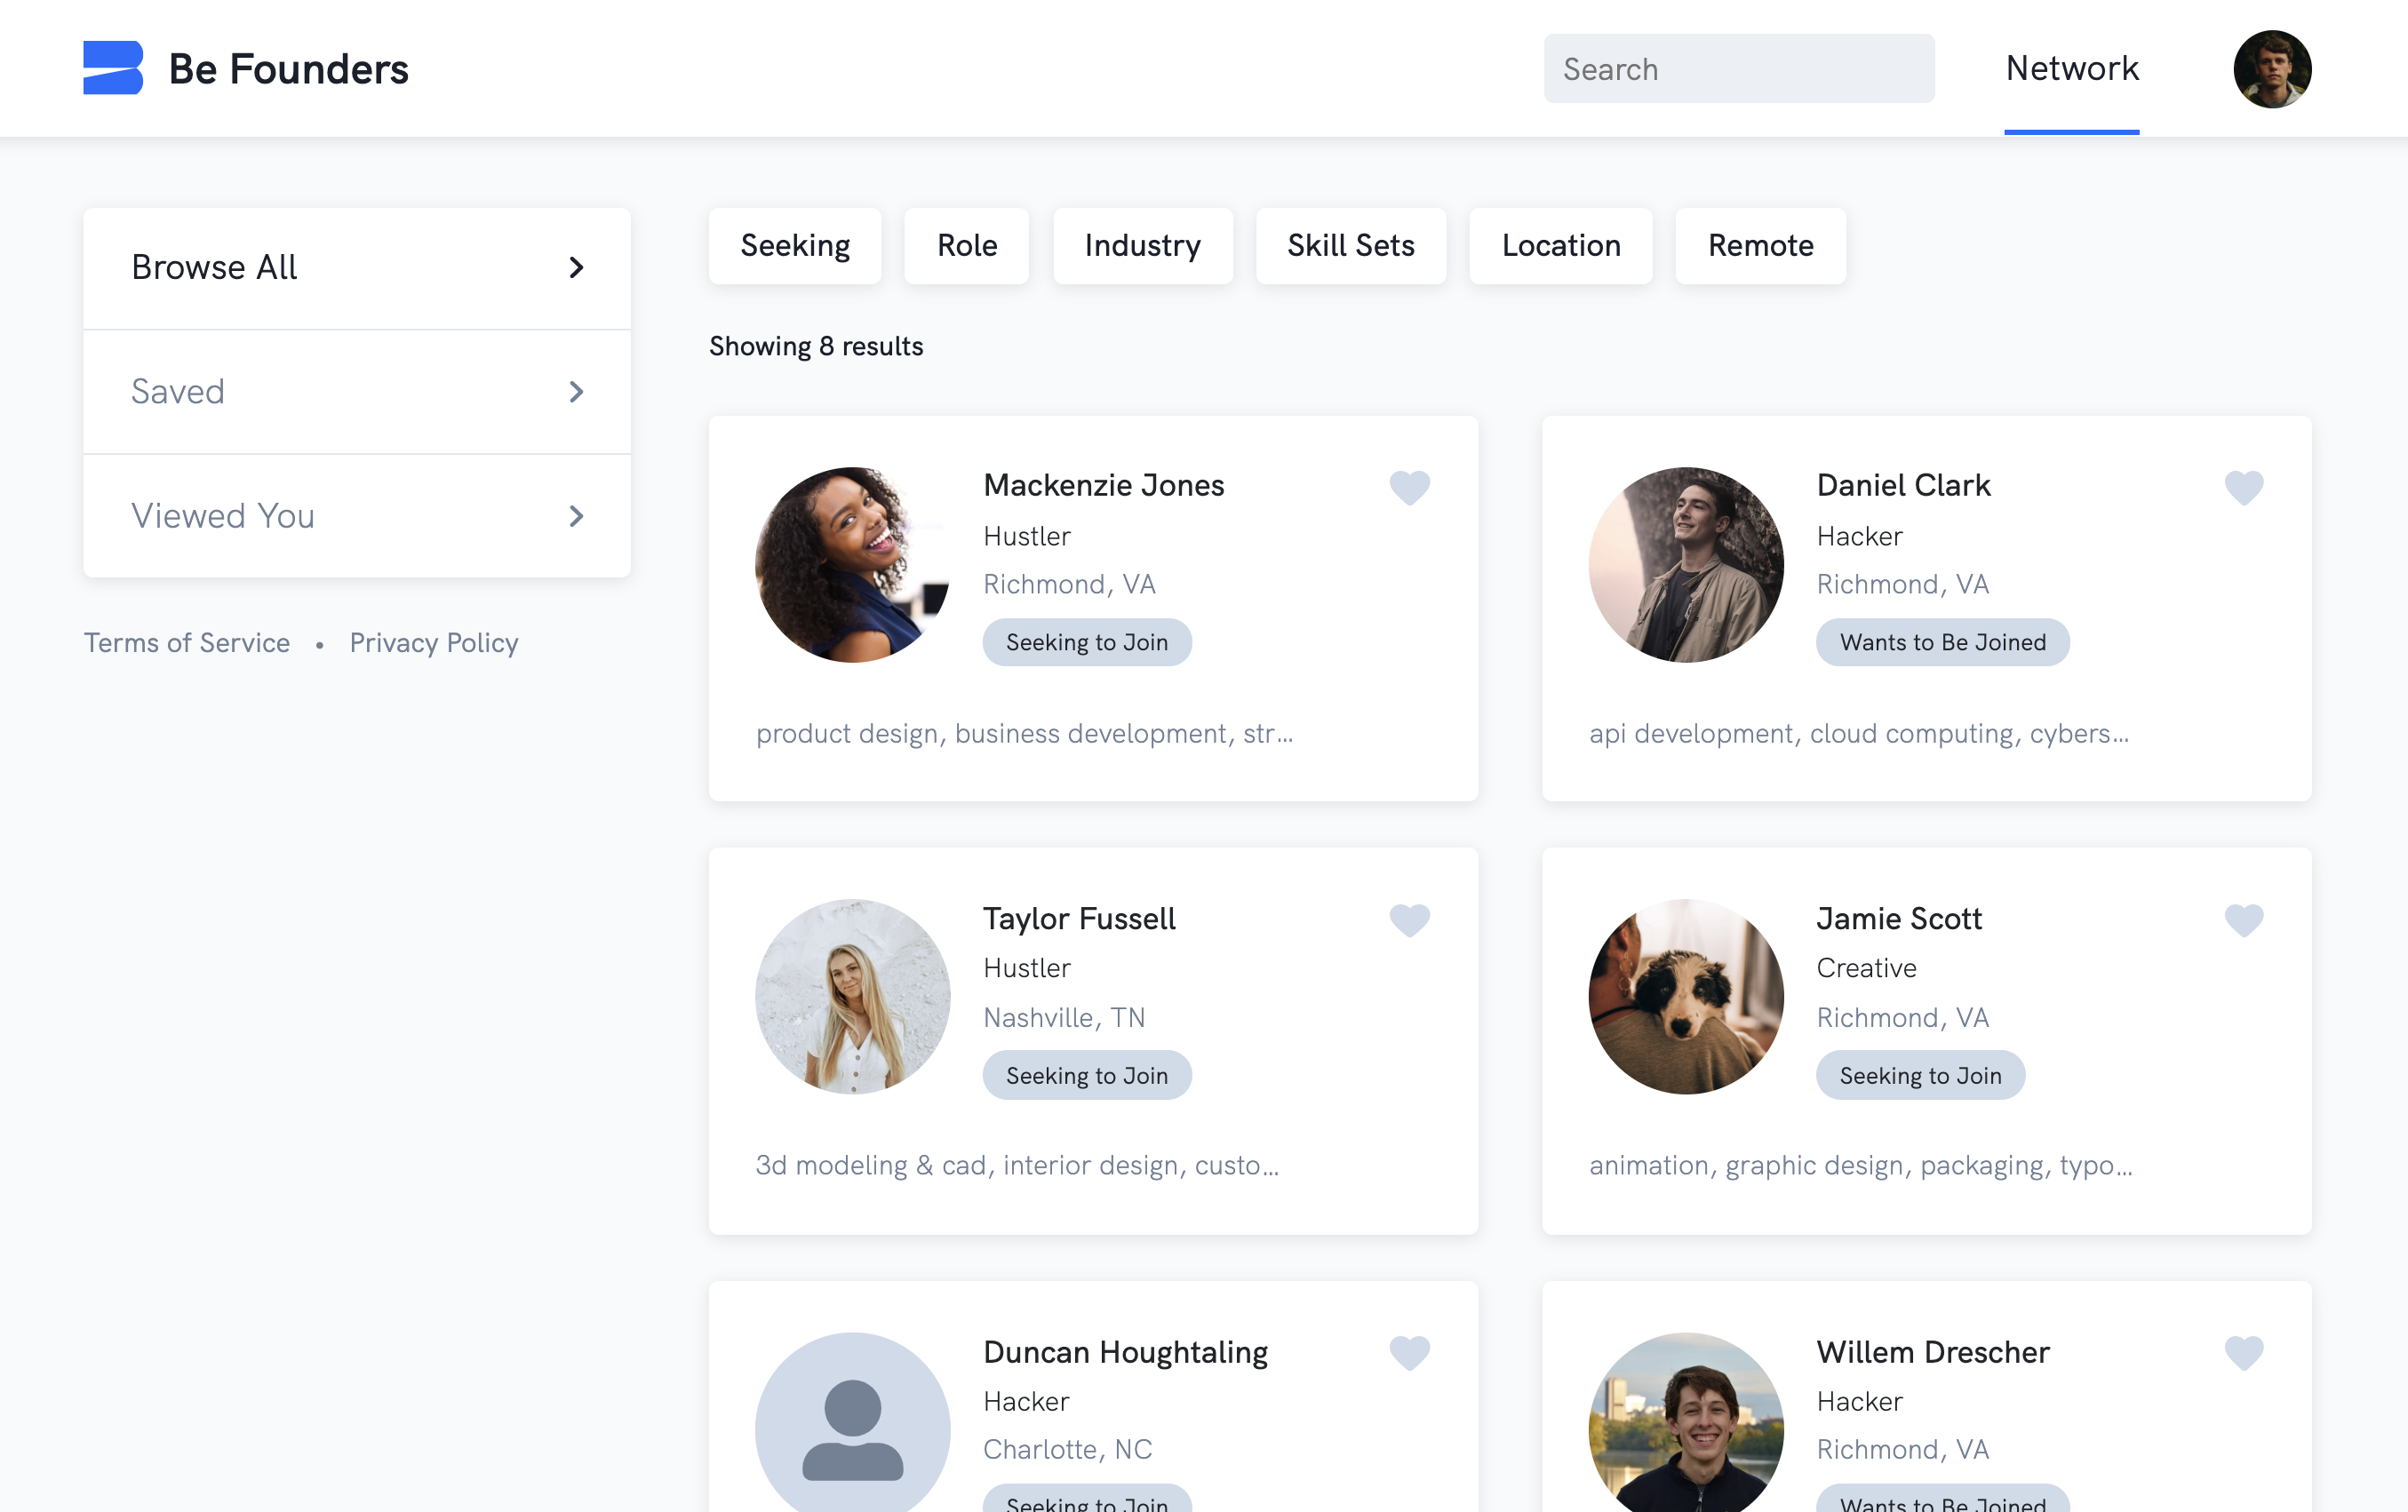 Be Founders
Search
Network
Browse All
Saved
Viewed You
Terms of Service • Privacy Policy
Seeking
Role
Industry
Skill Sets
Location
Remote
Showing 8 results
Mackenzie Jones
Hustler
Richmond, VA
Seeking to Join
product design, business development, str...
Daniel Clark
Hacker
Richmond, VA
Wants to Be Joined
api development, cloud computing, cybers...
Taylor Fussell
Hustler
Nashville, TN
Seeking to Join
3d modeling & cad, interior design, custo...
Jamie Scott
Creative
Richmond, VA
Seeking to Join
animation, graphic design, packaging, typo...
Duncan Houghtaling
Hacker
Charlotte, NC
Seeking to Join
Willem Drescher
Hacker
Richmond, VA
Wants to Be Joined